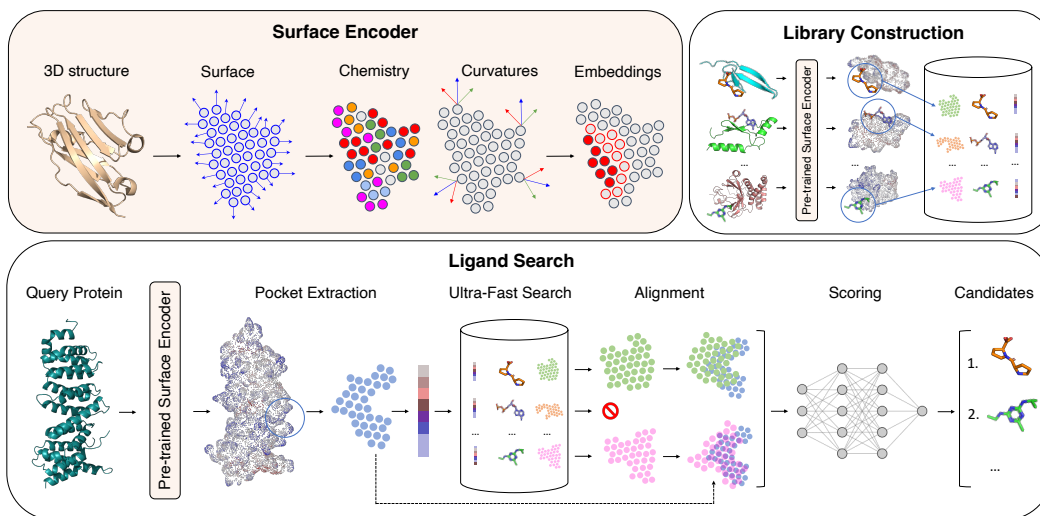 Surface Encoder
3D structure
Surface
Chemistry
Curvatures
Embeddings
Library Construction
Pre-trained Surface Encoder
...
...
... ... ...
Ligand Search
Query Protein
Pre-trained Surface Encoder
Pocket Extraction
Ultra-Fast Search
... ... ...
Alignment
Scoring
Candidates
1.
2.
...